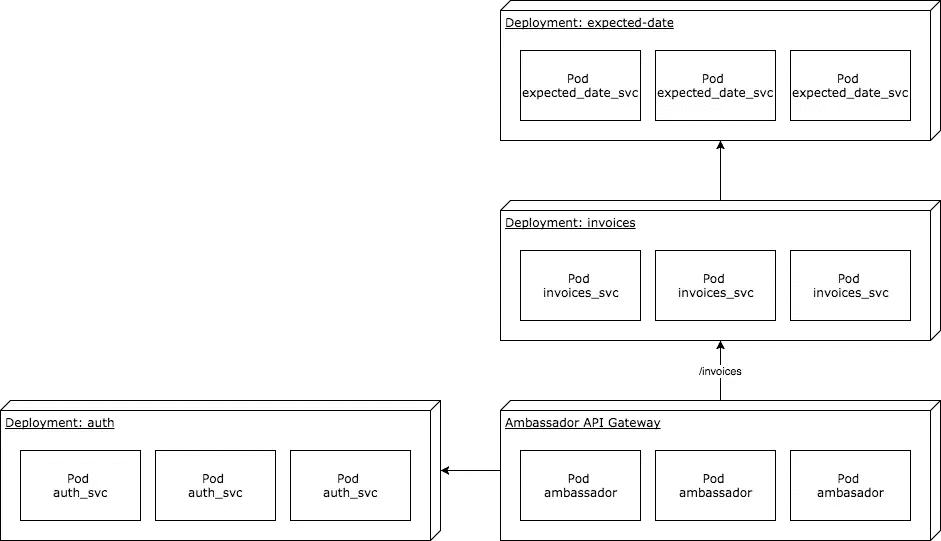 Deployment: expected-date
Pod
expected_date_svc
Pod
expected_date_svc
Pod
expected_date_svc
Deployment: invoices
Pod
invoices_svc
Pod
invoices_svc
Pod
invoices_svc
/invoices
Deployment: auth
Pod
auth_svc
Pod
auth_svc
Pod
auth_svc
Ambassador API Gateway
Pod
ambassador
Pod
ambassador
Pod
ambasador